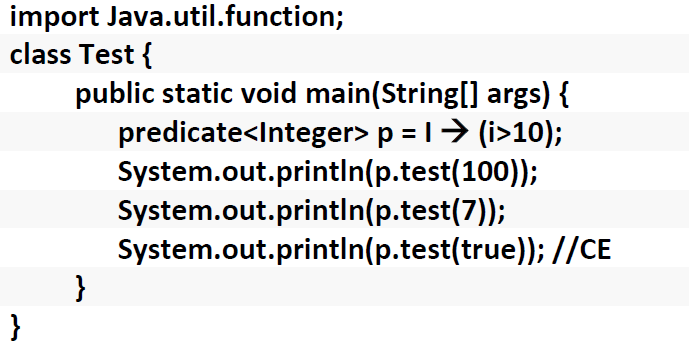 import Java.util.function;
class Test {
public static void main(String[] args) {
predicate<Integer> p = I → (i>10);
System.out.println(p.test(100));
System.out.println(p.test(7));
System.out.println(p.test(true)); //CE
}
}